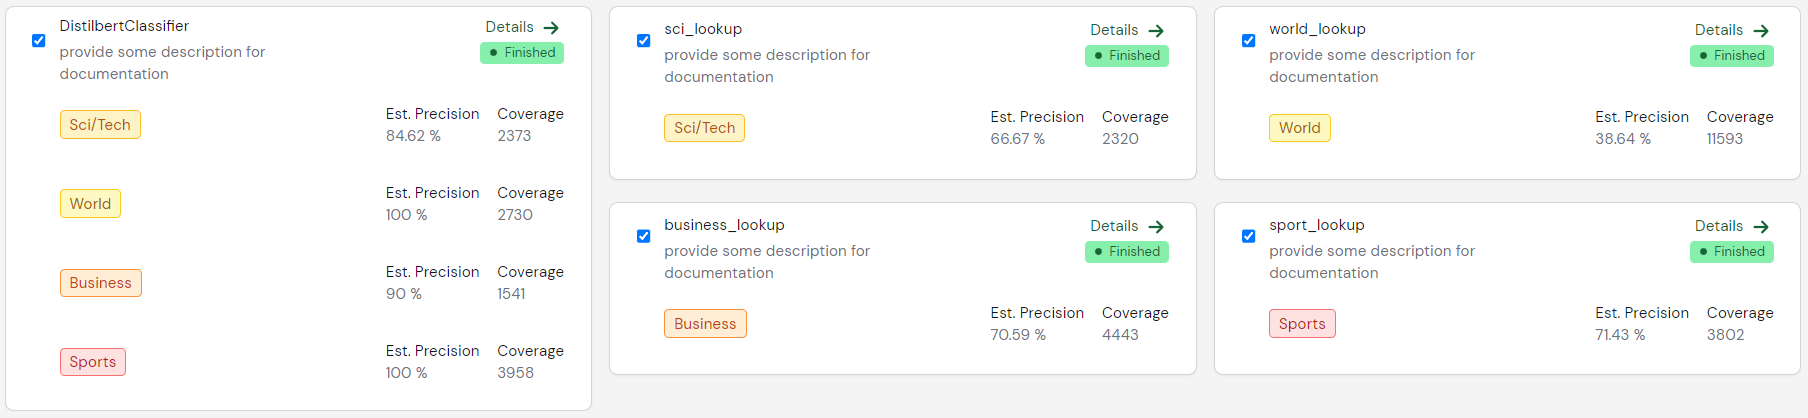 DistilbertClassifier
Details →
provide some description for
documentation
Finished
Sci/Tech
Est. Precision Coverage
84.62 % 2373
World
Est. Precision Coverage
100 % 2730
Business
Est. Precision Coverage
90 % 1541
Sports
Est. Precision Coverage
100 % 3958
sci_lookup
Details →
provide some description for
documentation
Finished
Sci/Tech
Est. Precision Coverage
66.67 % 2320
world_lookup
Details →
provide some description for
documentation
Finished
World
Est. Precision Coverage
38.64 % 11593
business_lookup
Details →
provide some description for
documentation
Finished
Business
Est. Precision Coverage
70.59 % 4443
sport_lookup
Details →
provide some description for
documentation
Finished
Sports
Est. Precision Coverage
71.43 % 3802